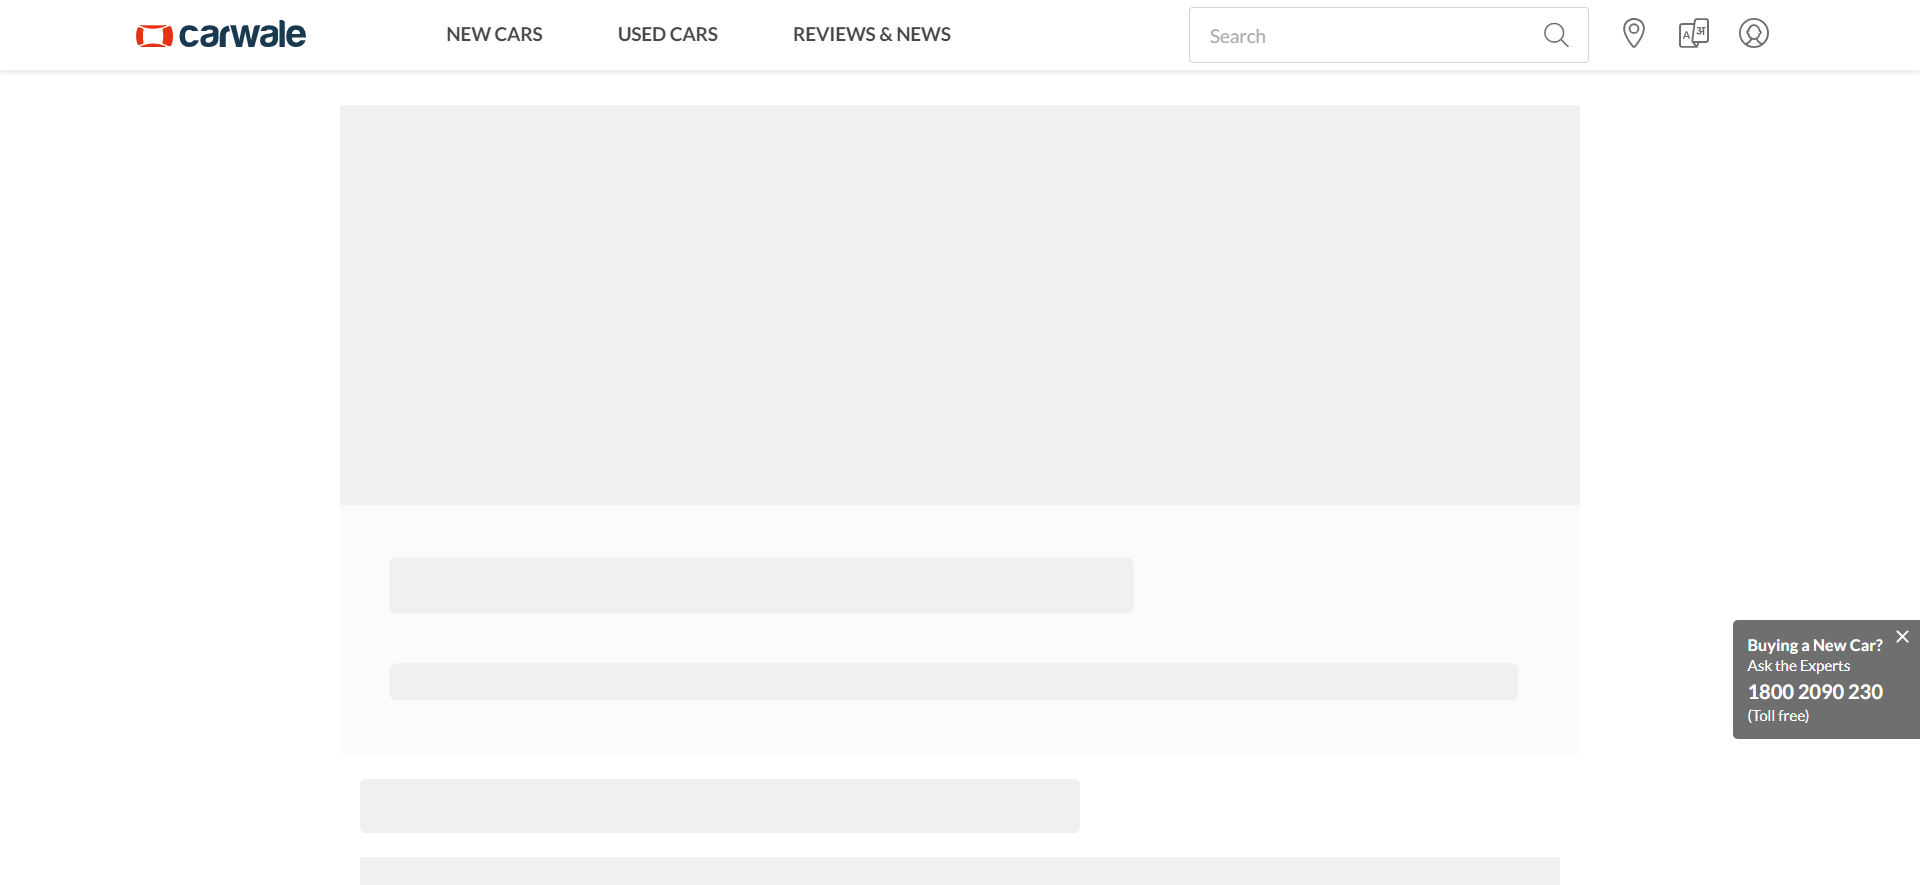 carwale
NEW CARS
USED CARS
REVIEWS & NEWS
Search
A अ
Buying a New Car?
Ask the Experts
1800 2090 230
(Toll free)